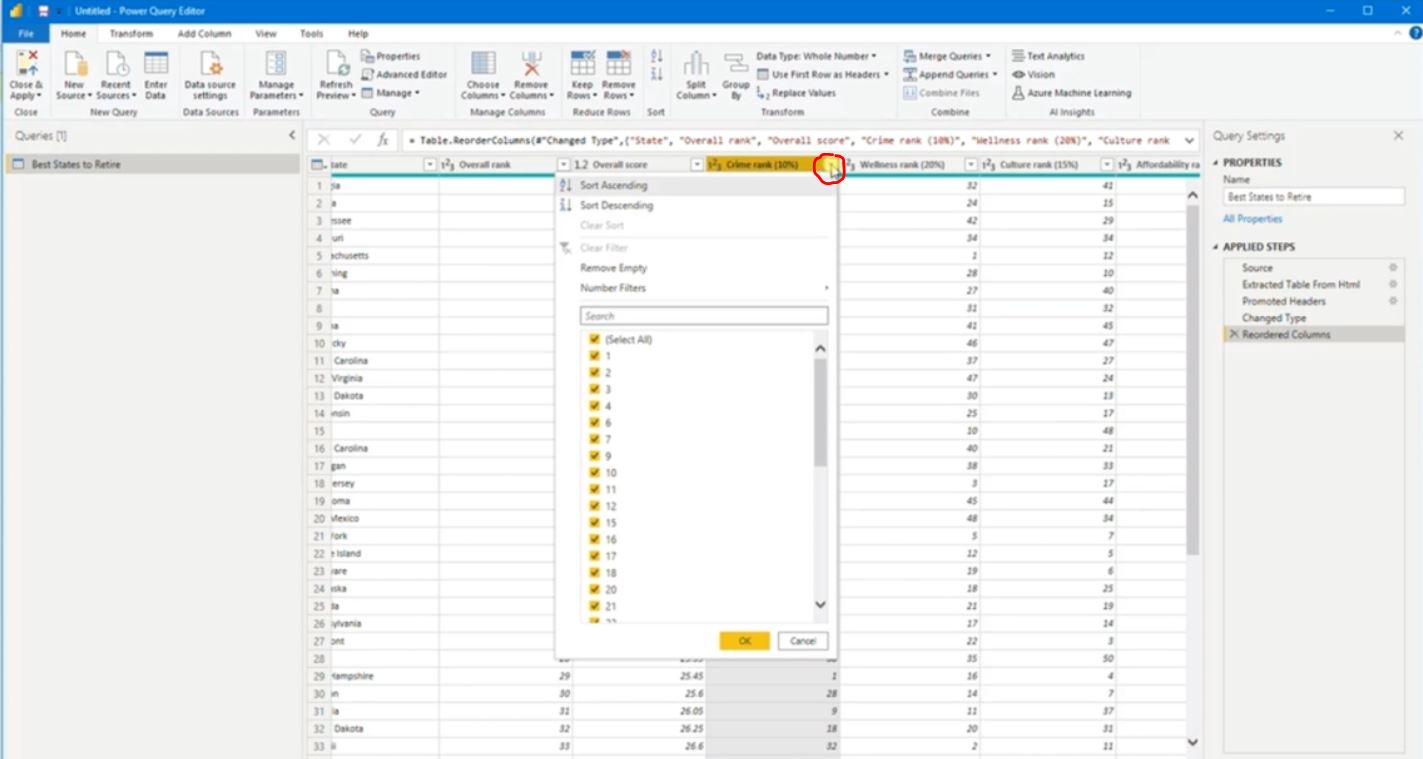 Untitled - Power Query Editor
File Home Transform Add Column View Tools Help
Close & Apply
New Source
Recent Sources
Enter Data
Data source settings
Manage Parameters
Refresh Preview
Properties
Advanced Editor
Manage
Choose Columns
Remove Columns
Keep Rows
Remove Rows
Split Column
Group By
Data Type: Whole Number
Use First Row as Headers
Replace Values
Merge Queries
Append Queries
Combine Files
Text Analytics
Vision
Azure Machine Learning
Close New Query Data Sources Parameters Query Manage Columns Reduce Rows Sort Transform Combine AI Insights
Queries [1]
Best States to Retire
= Table.ReorderColumns(#"Changed Type",{"State", "Overall rank", "Overall score", "Crime rank (10%)", "Wellness rank (20%)", "Culture rank
tate 1²3 Overall rank 1.2 Overall score 1²3 Crime rank (10%) ²3 Wellness rank (20%) 1²3 Culture rank (15%) 1²3 Affordability ra
1 gia 32 41
2 a 24 15
3 essee 42 29
4 uri 34 34
5 achusetts 1 12
6 ning 28 10
7 na 27 40
8 31 32
9 na 41 45
10 cky 46 47
11 Carolina 37 27
12 Virginia 47 24
13 Dakota 30 13
14 nsin 25 17
15 10 48
16 Carolina 40 21
17 gan 38 33
18 ersey 3 17
19 oma 45 44
20 Mexico 48 34
21 York 5 7
22 e Island 12 5
23 ware 19 6
24 ska 18 25
25 da 21 19
26 sylvania 17 14
27 ont 22 3
28 35 50
29 Hampshire 29 25.45 1 16 4
30 n 30 25.6 28 14 7
31 la 31 26.05 9 11 37
32 Dakota 32 26.25 18 20 31
33 ii 33 26.6 32 2 11
Sort Ascending
Sort Descending
Clear Sort
Clear Filter
Remove Empty
Number Filters
Search
(Select All)
1
2
3
4
6
7
9
10
11
12
15
16
17
18
20
21
22
OK Cancel
Query Settings
PROPERTIES
Name
Best States to Retire
All Properties
APPLIED STEPS
Source
Extracted Table From Html
Promoted Headers
Changed Type
Reordered Columns